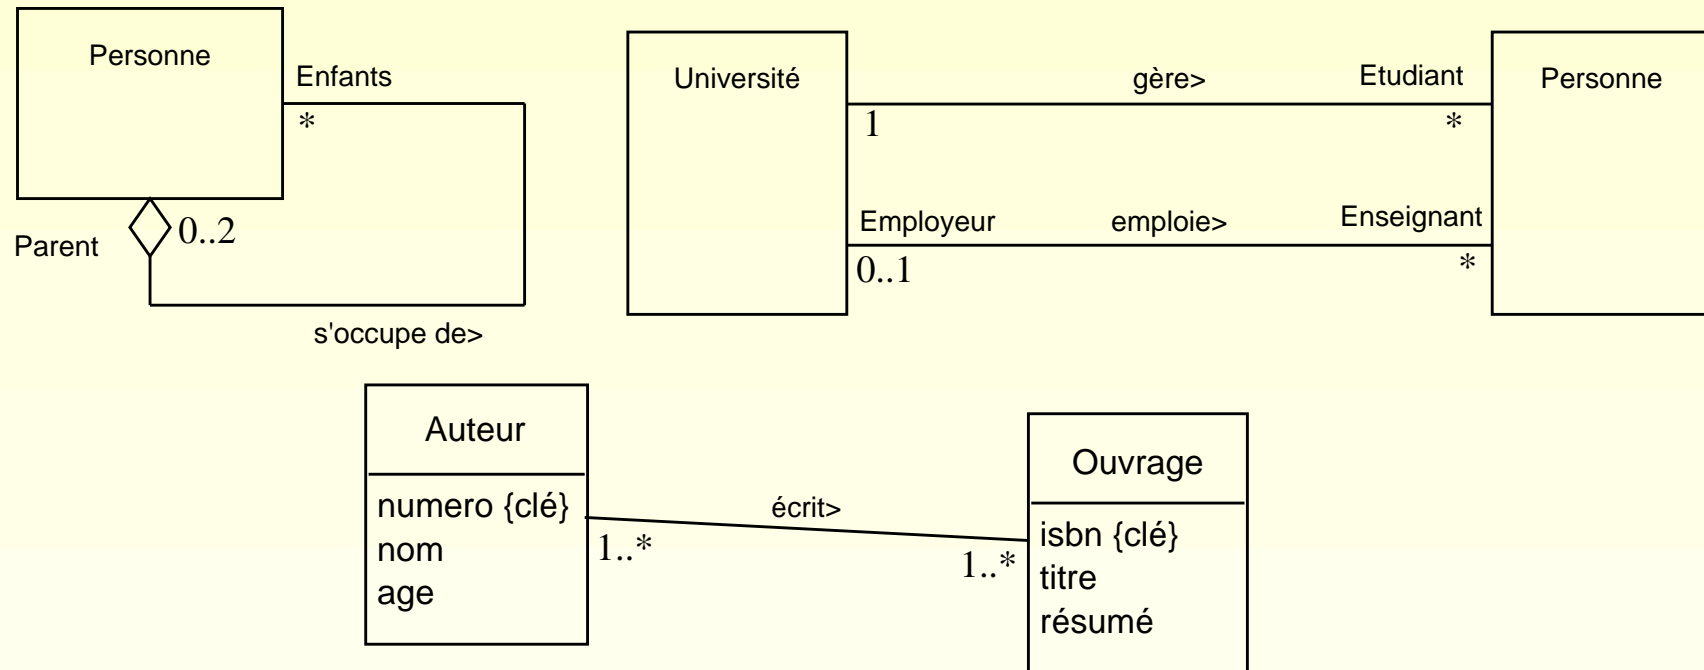 Personne
Enfants
*
0..2
Parent
s'occupe de>
Université
gère>
Etudiant
Personne
1
*
Employeur
emploie>
Enseignant
0..1
*
Auteur
numero {clé}
nom
age
écrit>
1..*
1..*
Ouvrage
isbn {clé}
titre
résumé